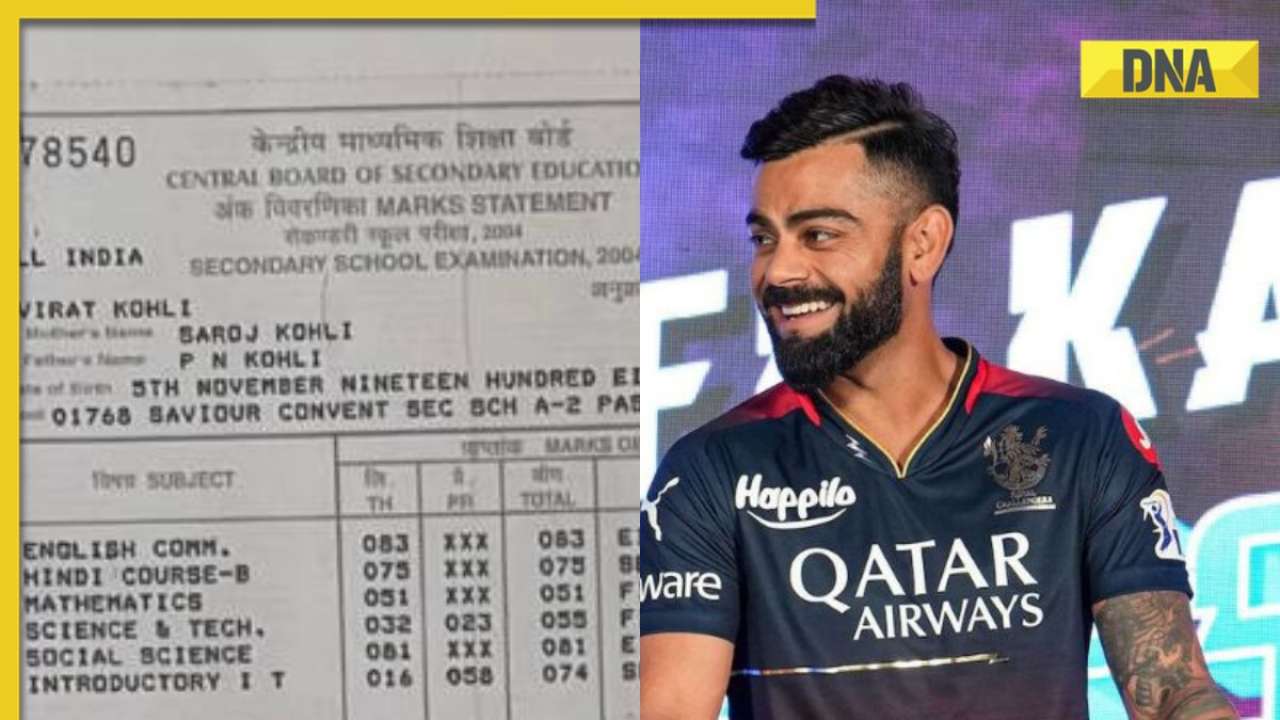 DNA
78540
केन्द्रीय माध्यमिक शिक्षा बोर्ड
CENTRAL BOARD OF SECONDARY EDUCATIO
अंक विवरणिका MARKS STATEMENT
सेकण्डरी स्कूल परीक्षा, 2004
LL INDIA
SECONDARY SCHOOL EXAMINATION, 2004
अनुक्र
VIRAT KOHLI
Mother's Name SAROJ KOHLI
Father's Name P N KOHLI
te of Birth 5TH NOVEMBER NINETEEN HUNDRED EI
01768 SAVIOUR CONVENT SEC SCH A-2 PAS
प्राप्तांक MARKS O
विषय SUBJECT
TH PR TOTAL
ENGLISH COMM. 083 XXX 083 E
HINDI COURSE-B 075 XXX 075
MATHEMATICS 051 XXX 051 F
SCIENCE & TECH. 032 023 055 F
SOCIAL SCIENCE 081 XXX 081 E
INTRODUCTORY I T 016 058 074
KA
Happilo
QATAR
AIRWAYS
ware